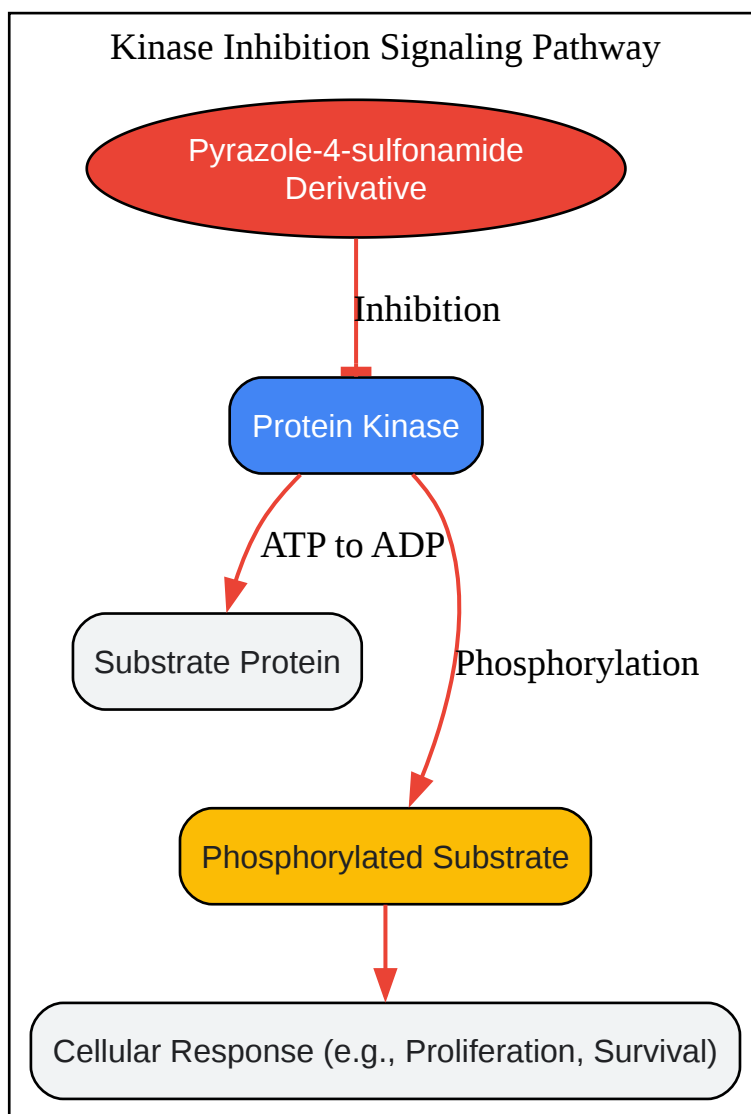 Kinase Inhibition Signaling Pathway
Pyrazole-4-sulfonamide
Derivative
Inhibition
Protein Kinase
ATP to ADP
Substrate Protein
Phosphorylation
Phosphorylated Substrate
Cellular Response (e.g., Proliferation, Survival)